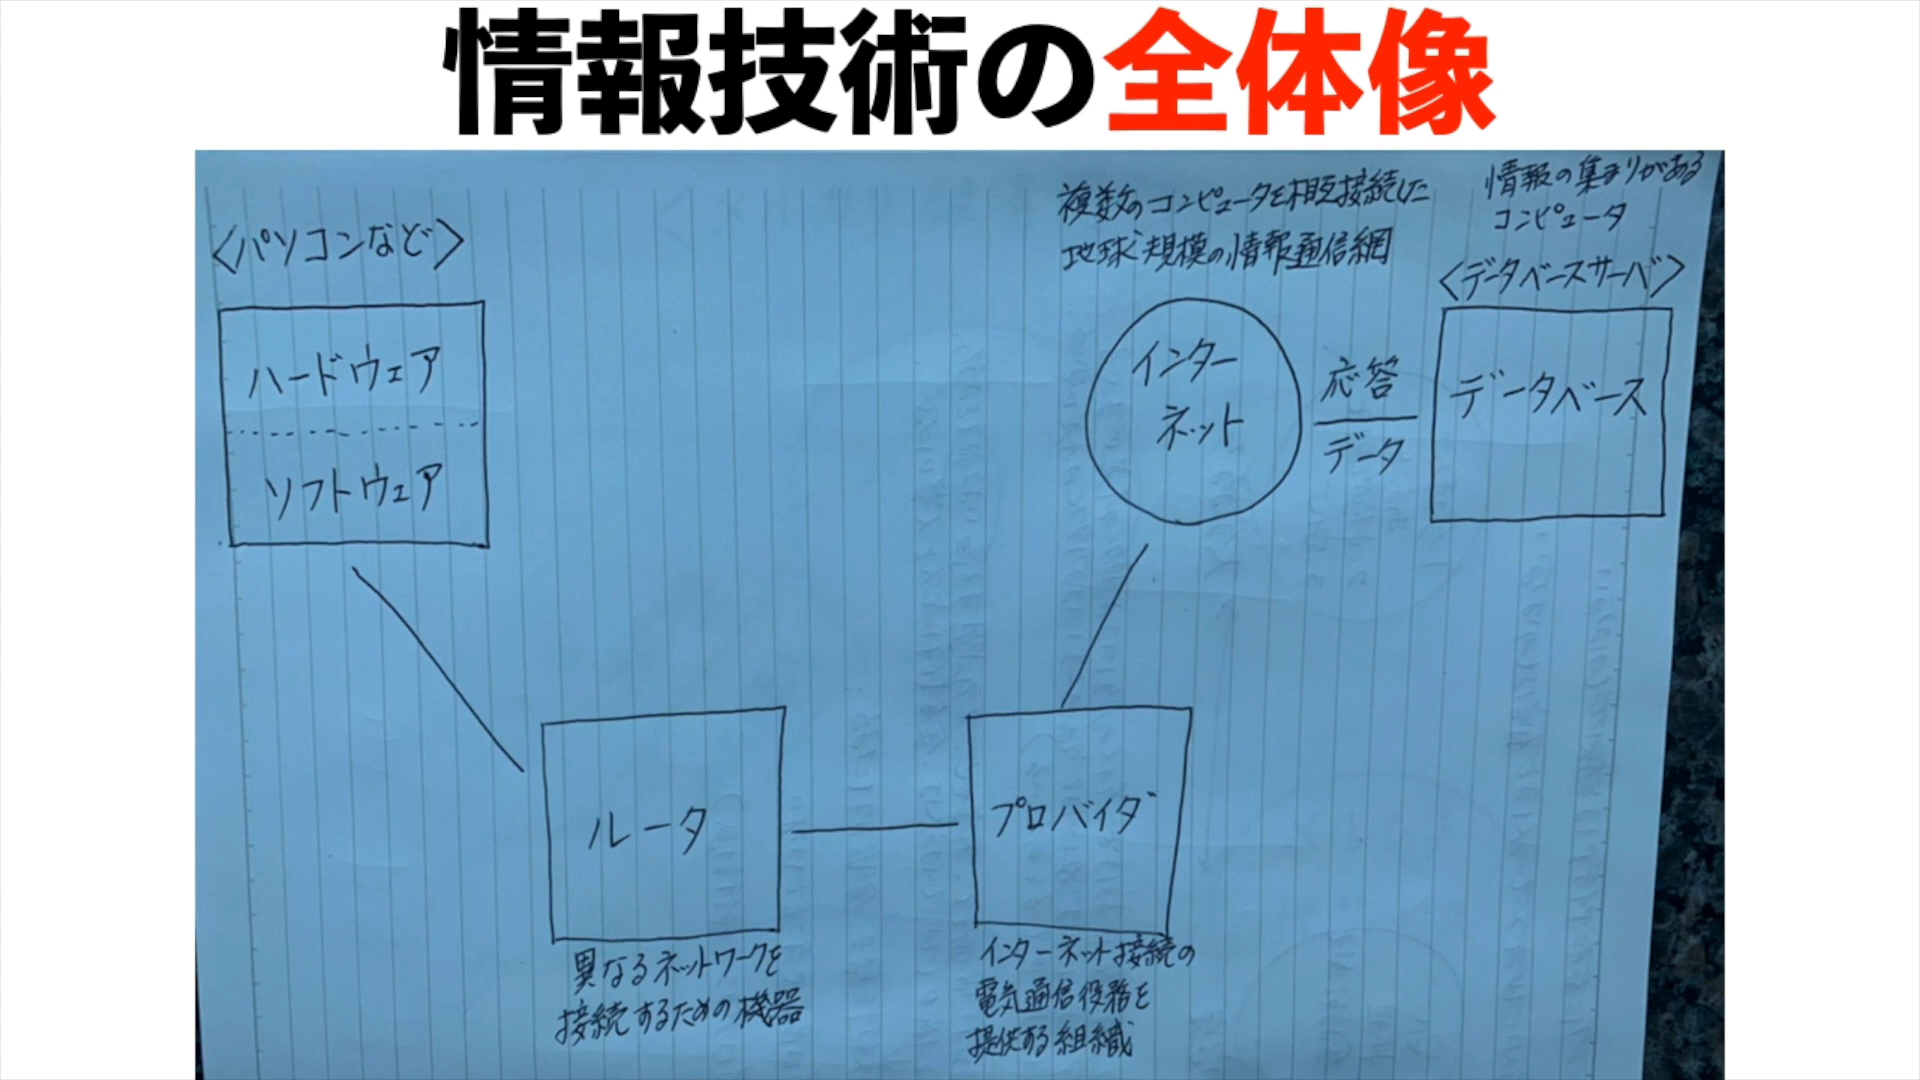 情報技術の全体像
複数のコンピュータを相互接続した
地球規模の情報通信網
情報の集まりがある
コンピュータ
<パソコンなど>
<データベースサーバ>
ハードウェア
ソフトウェア
インター
ネット
応答
データ
データベース
ルータ
プロバイダ
異なるネットワークを
接続するための機器
インターネット接続の
電気通信役務を
提供する組織